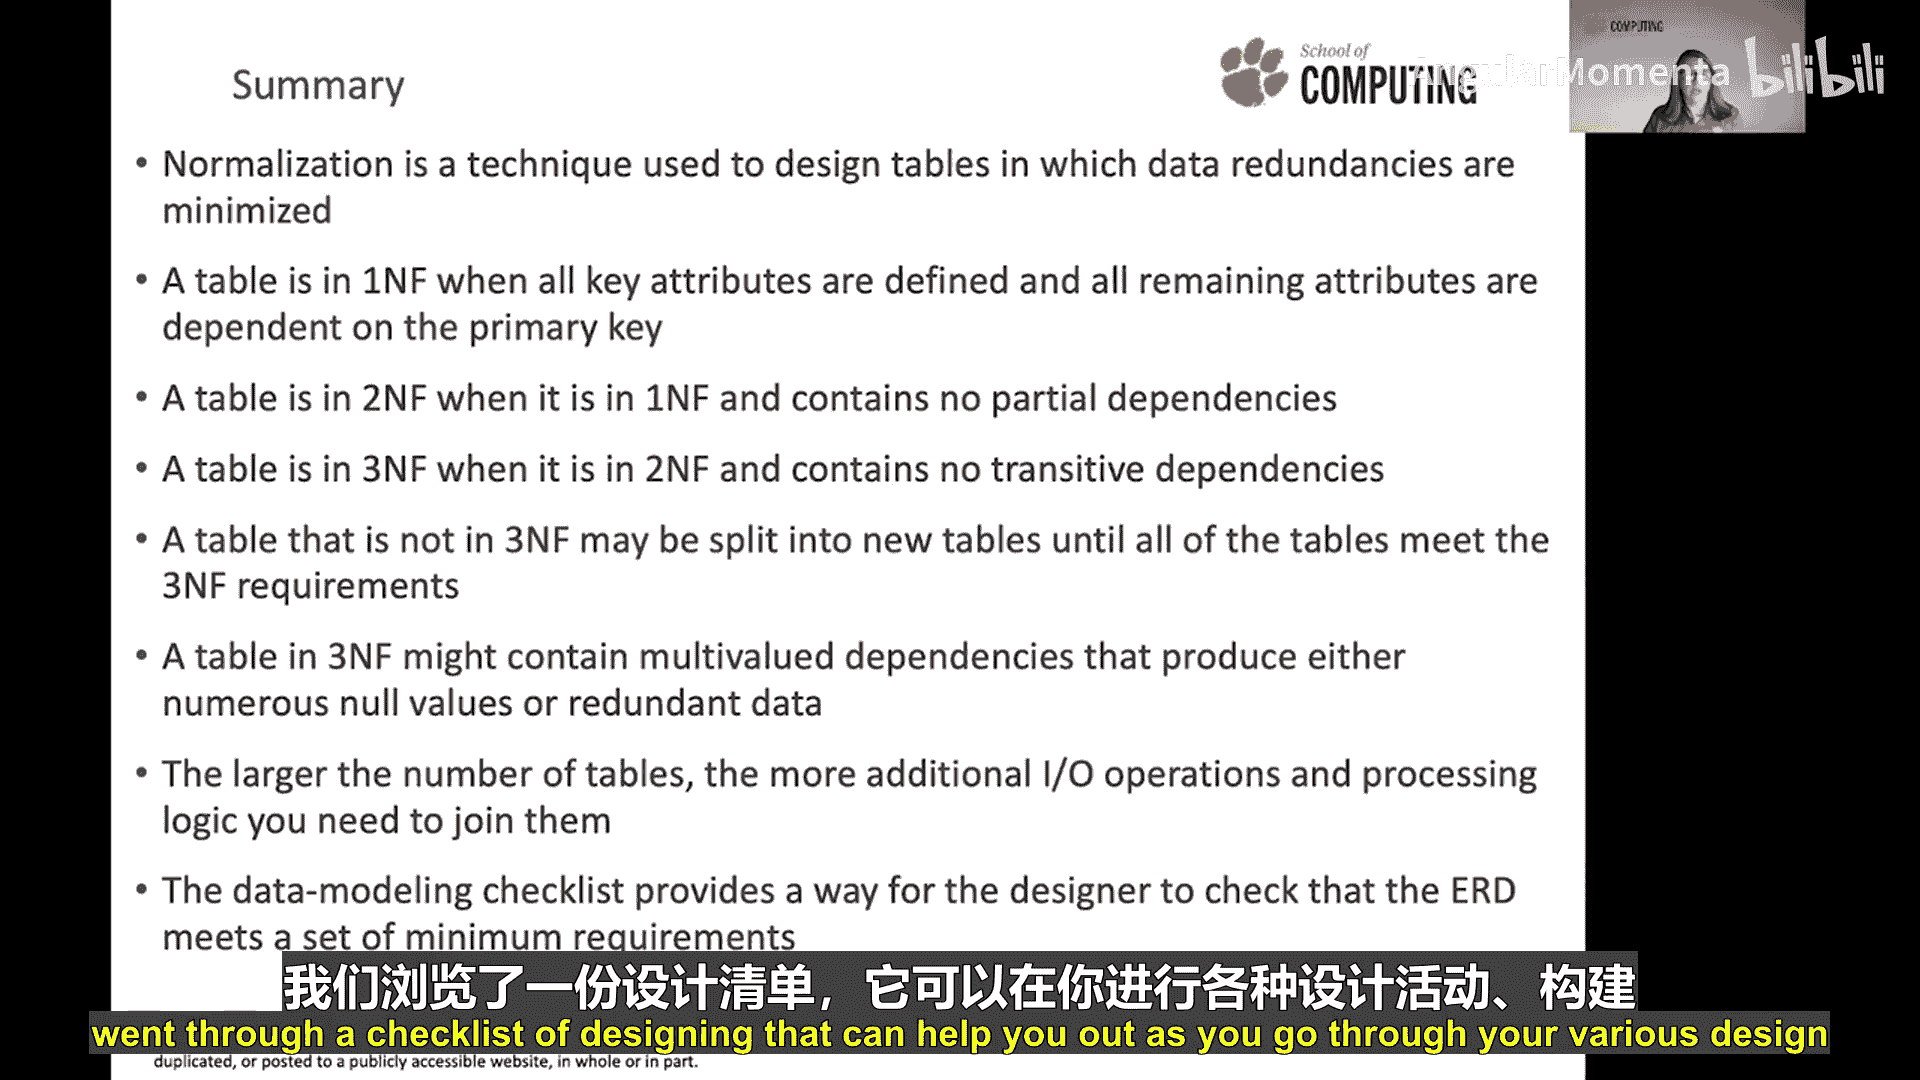 Summary
School of
COMPUTING
COMPUTING
AngularMomenta
bilibili
• Normalization is a technique used to design tables in which data redundancies are
minimized
• A table is in 1NF when all key attributes are defined and all remaining attributes are
dependent on the primary key
• A table is in 2NF when it is in 1NF and contains no partial dependencies
• A table is in 3NF when it is in 2NF and contains no transitive dependencies
• A table that is not in 3NF may be split into new tables until all of the tables meet the
3NF requirements
• A table in 3NF might contain multivalued dependencies that produce either
numerous null values or redundant data
• The larger the number of tables, the more additional I/O operations and processing
logic you need to join them
• The data-modeling checklist provides a way for the designer to check that the ERD
meets a set of minimum requirements
我们浏览了一份设计清单，它可以在你进行各种设计活动、构建
went through a checklist of designing that can help you out as you go through your various design
duplicated, or posted to a publicly accessible website, in whole or in part.